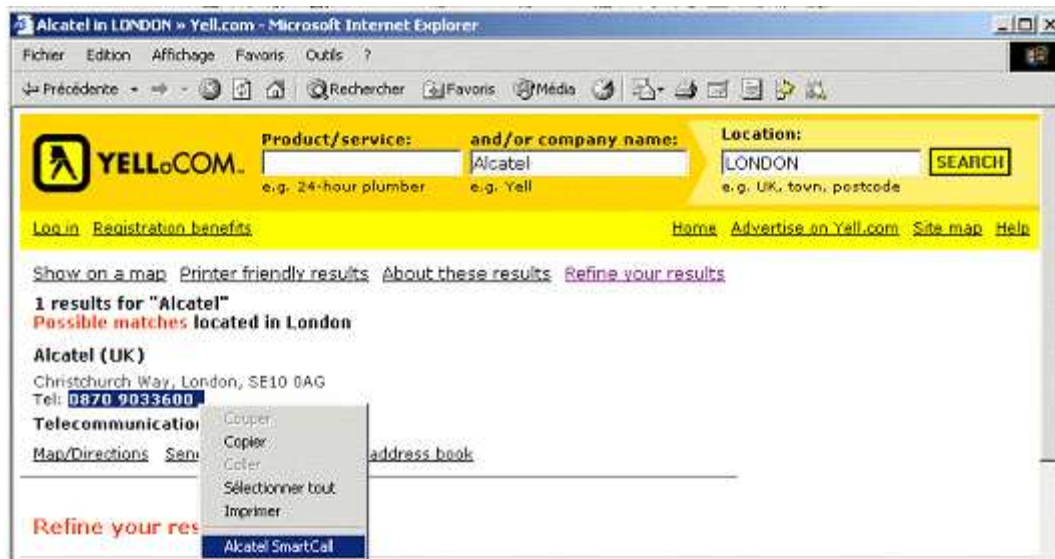 Alcatel in LONDON » Yell.com - Microsoft Internet Explorer
Fichier Edition Affichage Favoris Outils ?
Précédente Rechercher Favoris Média
Product/service: and/or company name: Location:
YELL.COM™ Alcatel LONDON SEARCH
e.g. 24-hour plumber e.g. Yell e.g. UK, town, postcode
Log in Registration benefits Home Advertise on Yell.com Site map Help
Show on a map Printer friendly results About these results Refine your results
1 results for "Alcatel"
Possible matches located in London
Alcatel (UK)
Christchurch Way, London, SE10 0AG
Tel: 0870 9033600
Telecommunication
Map/Directions Sen address book
Couper
Copier
Coller
Sélectionner tout
Imprimer
Alcatel SmartCall
Refine your res